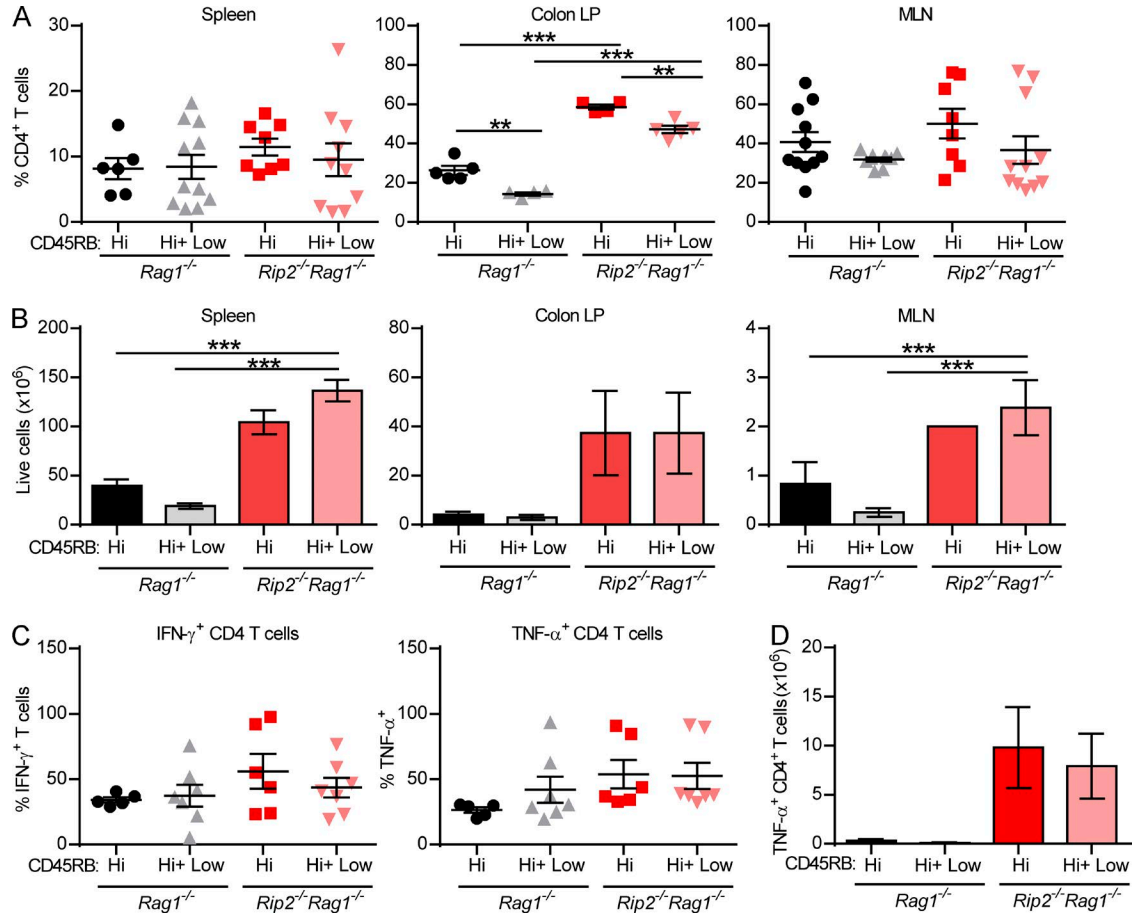 A
Spleen
Colon LP
MLN
% CD4+ T cells
30
20
10
0
100
80
60
40
20
0
***
***
**
**
100
80
60
40
20
0
CD45RB: Hi Hi+ Low Hi Hi+ Low
Rag1-/- Rip2-/-Rag1-/-
Hi Hi+ Low Hi Hi+ Low
Rag1-/- Rip2-/-Rag1-/-
Hi Hi+ Low Hi Hi+ Low
Rag1-/- Rip2-/-Rag1-/-
B
Spleen
Colon LP
MLN
Live cells (x10⁶)
200
150
100
50
0
***
***
80
60
40
20
0
4
3
2
1
0
***
***
CD45RB: Hi Hi+ Low Hi Hi+ Low
Rag1-/- Rip2-/-Rag1-/-
Hi Hi+ Low Hi Hi+ Low
Rag1-/- Rip2-/-Rag1-/-
Hi Hi+ Low Hi Hi+ Low
Rag1-/- Rip2-/-Rag1-/-
C
IFN-γ+ CD4 T cells
% IFN-γ+ T cells
150
100
50
0
CD45RB: Hi Hi+ Low Hi Hi+ Low
Rag1-/- Rip2-/-Rag1-/-
TNF-α+ CD4 T cells
% TNF-α+
150
100
50
0
Hi Hi+ Low Hi Hi+ Low
Rag1-/- Rip2-/-Rag1-/-
D
TNF-α+ CD4+ T cells (x10⁶)
20
15
10
5
0
CD45RB: Hi Hi+ Low Hi Hi+ Low
Rag1-/- Rip2-/-Rag1-/-